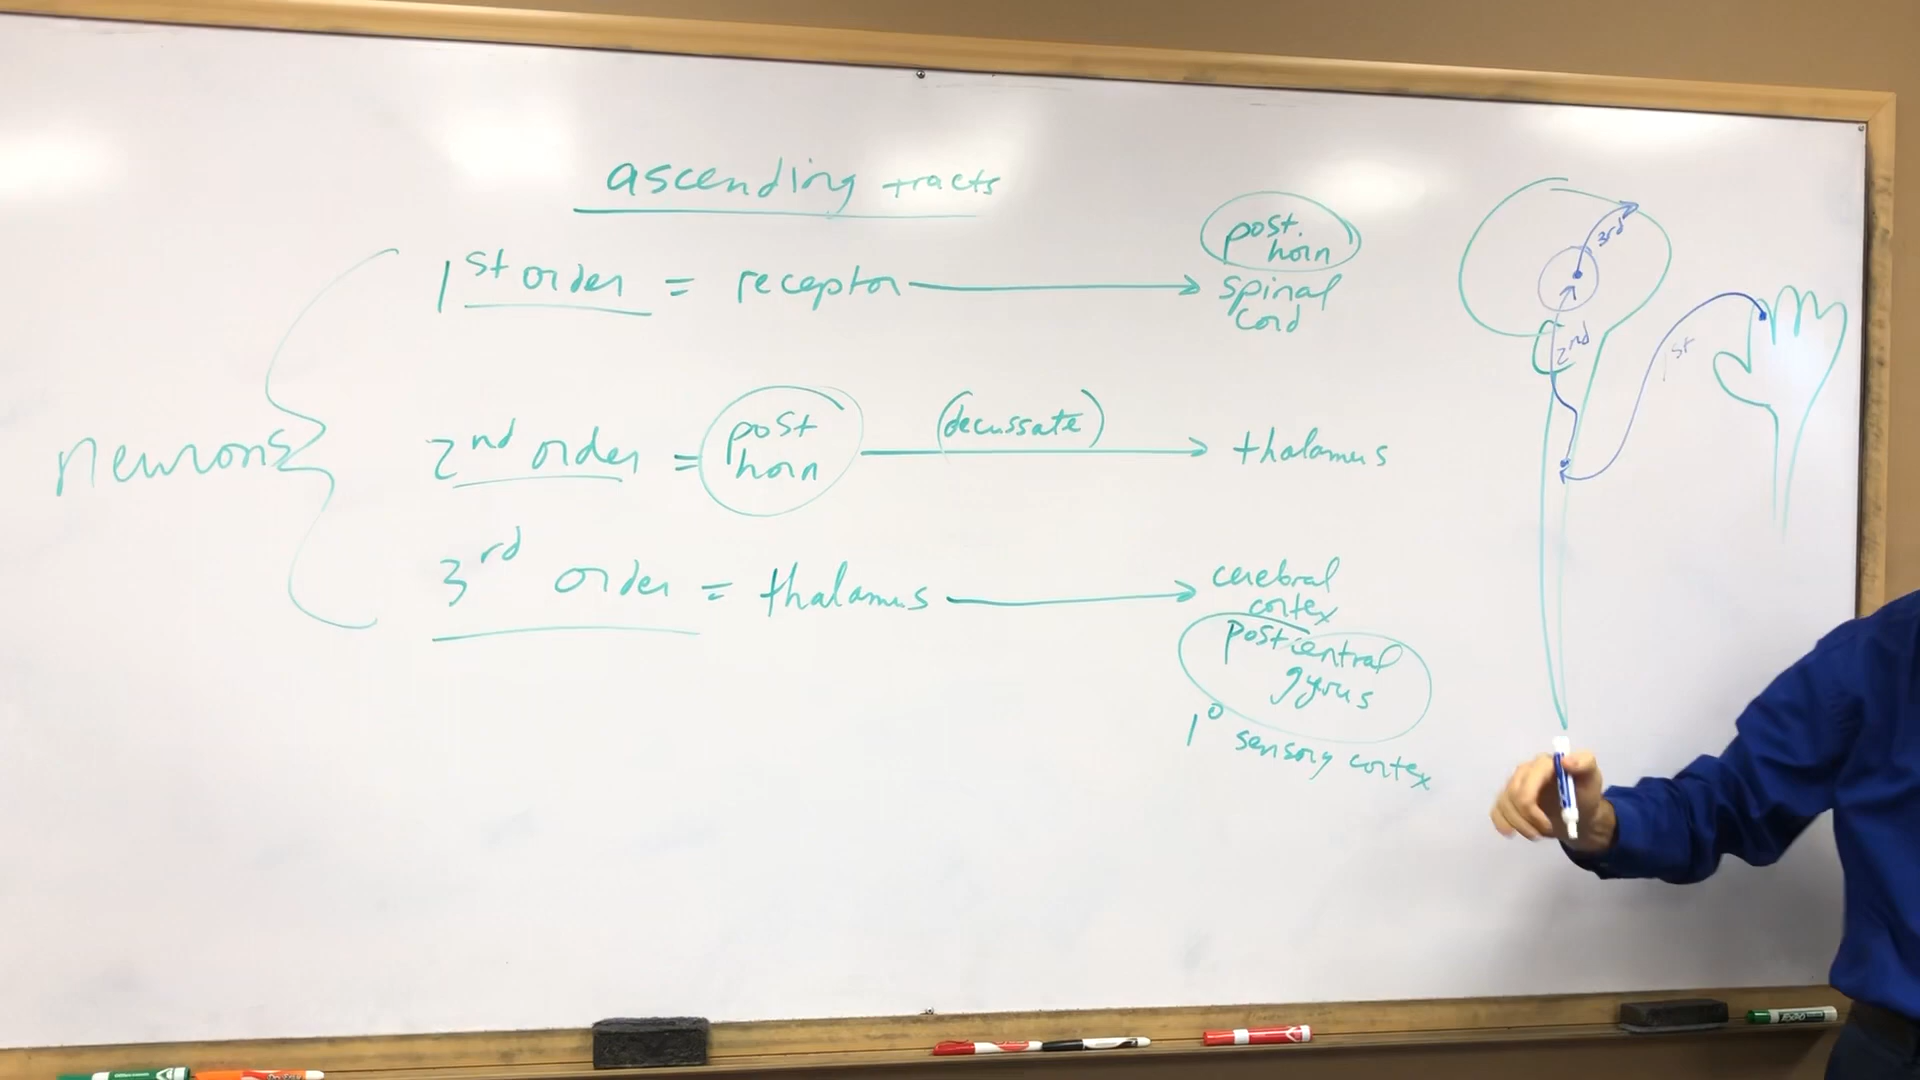 ascending tracts
neurons
1st order = receptor
post. horn
spinal cord
2nd order = post horn
(decussate)
thalamus
3rd order = thalamus
cerebral cortex
postcentral gyrus
1° sensory cortex
3rd
2nd
1st
EXPO